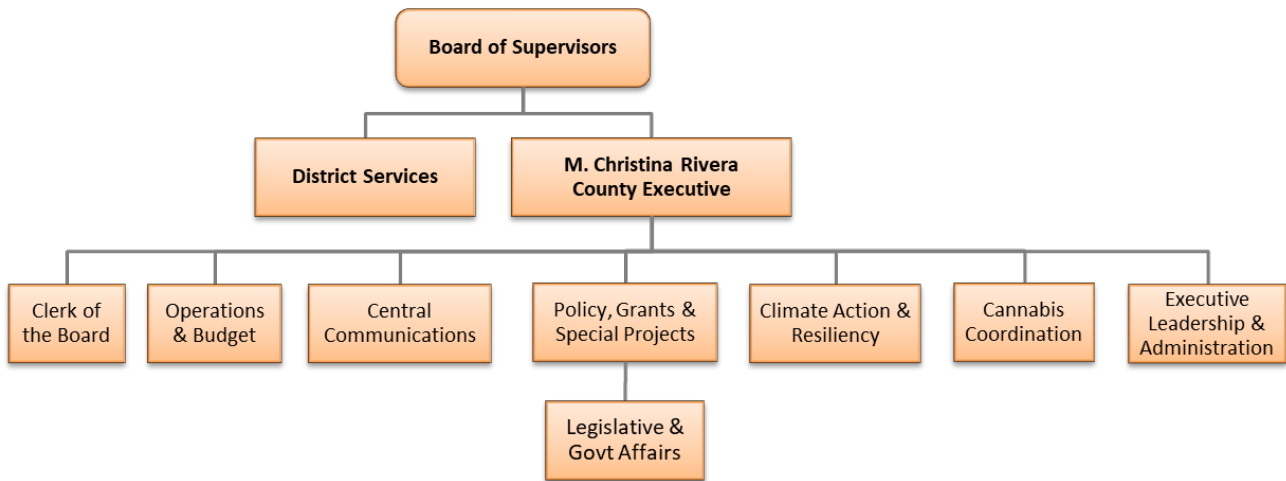 Board of Supervisors
District Services
M. Christina Rivera
County Executive
Clerk of
the Board
Operations
& Budget
Central
Communications
Policy, Grants &
Special Projects
Climate Action &
Resiliency
Cannabis
Coordination
Executive
Leadership &
Administration
Legislative &
Govt Affairs